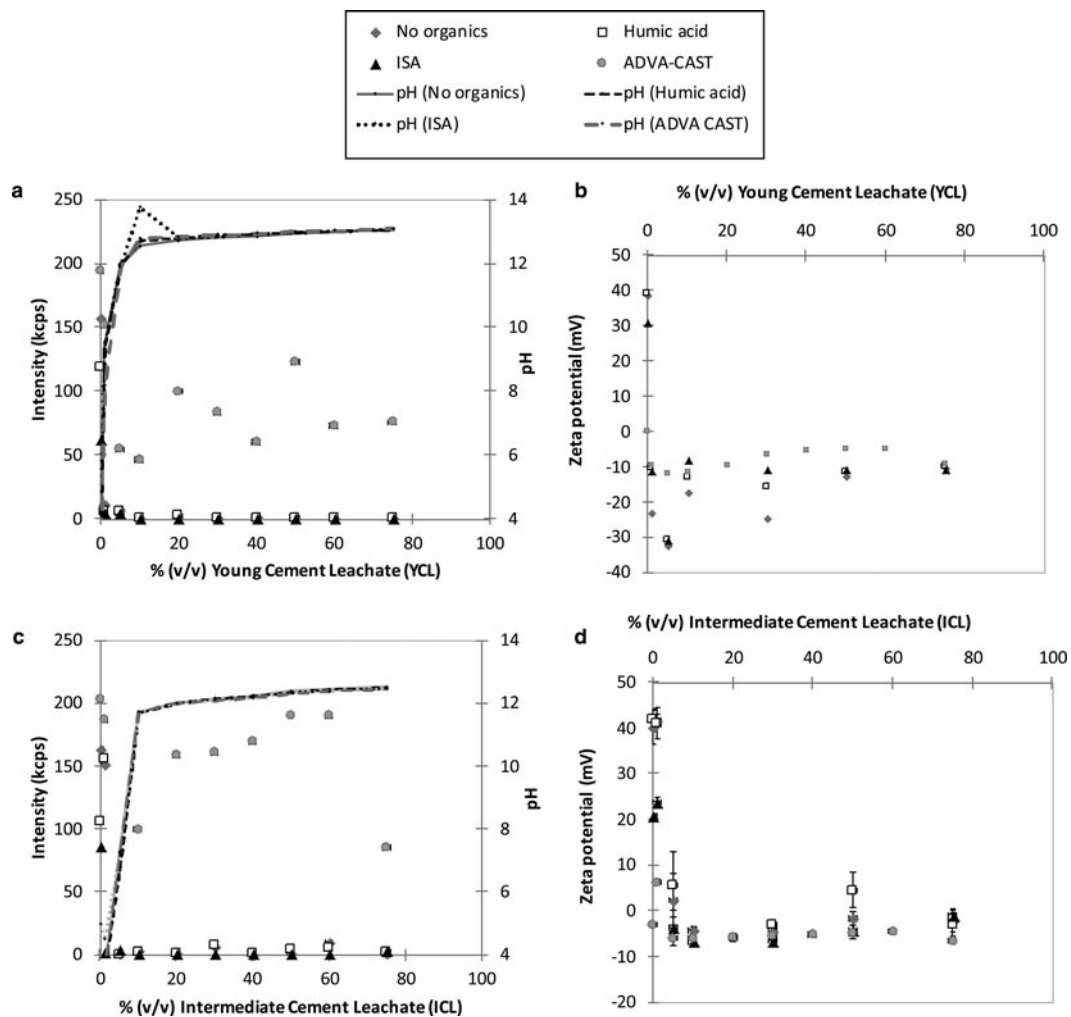 No organics
Humic acid
ISA
ADVA-CAST
pH (No organics)
pH (Humic acid)
pH (ISA)
pH (ADVA CAST)
a
250
200
150
100
50
0
Intensity (kcps)
14
12
10
8
6
4
pH
0 20 40 60 80 100
% (v/v) Young Cement Leachate (YCL)
b
% (v/v) Young Cement Leachate (YCL)
0 20 40 60 80 100
50
40
30
20
10
0
-10
-20
-30
-40
Zeta potential (mV)
c
250
200
150
100
50
0
Intensity (kcps)
14
12
10
8
6
4
pH
0 20 40 60 80 100
% (v/v) Intermediate Cement Leachate (ICL)
d
% (v/v) Intermediate Cement Leachate (ICL)
0 20 40 60 80 100
50
40
30
20
10
0
-10
-20
Zeta potential (mV)